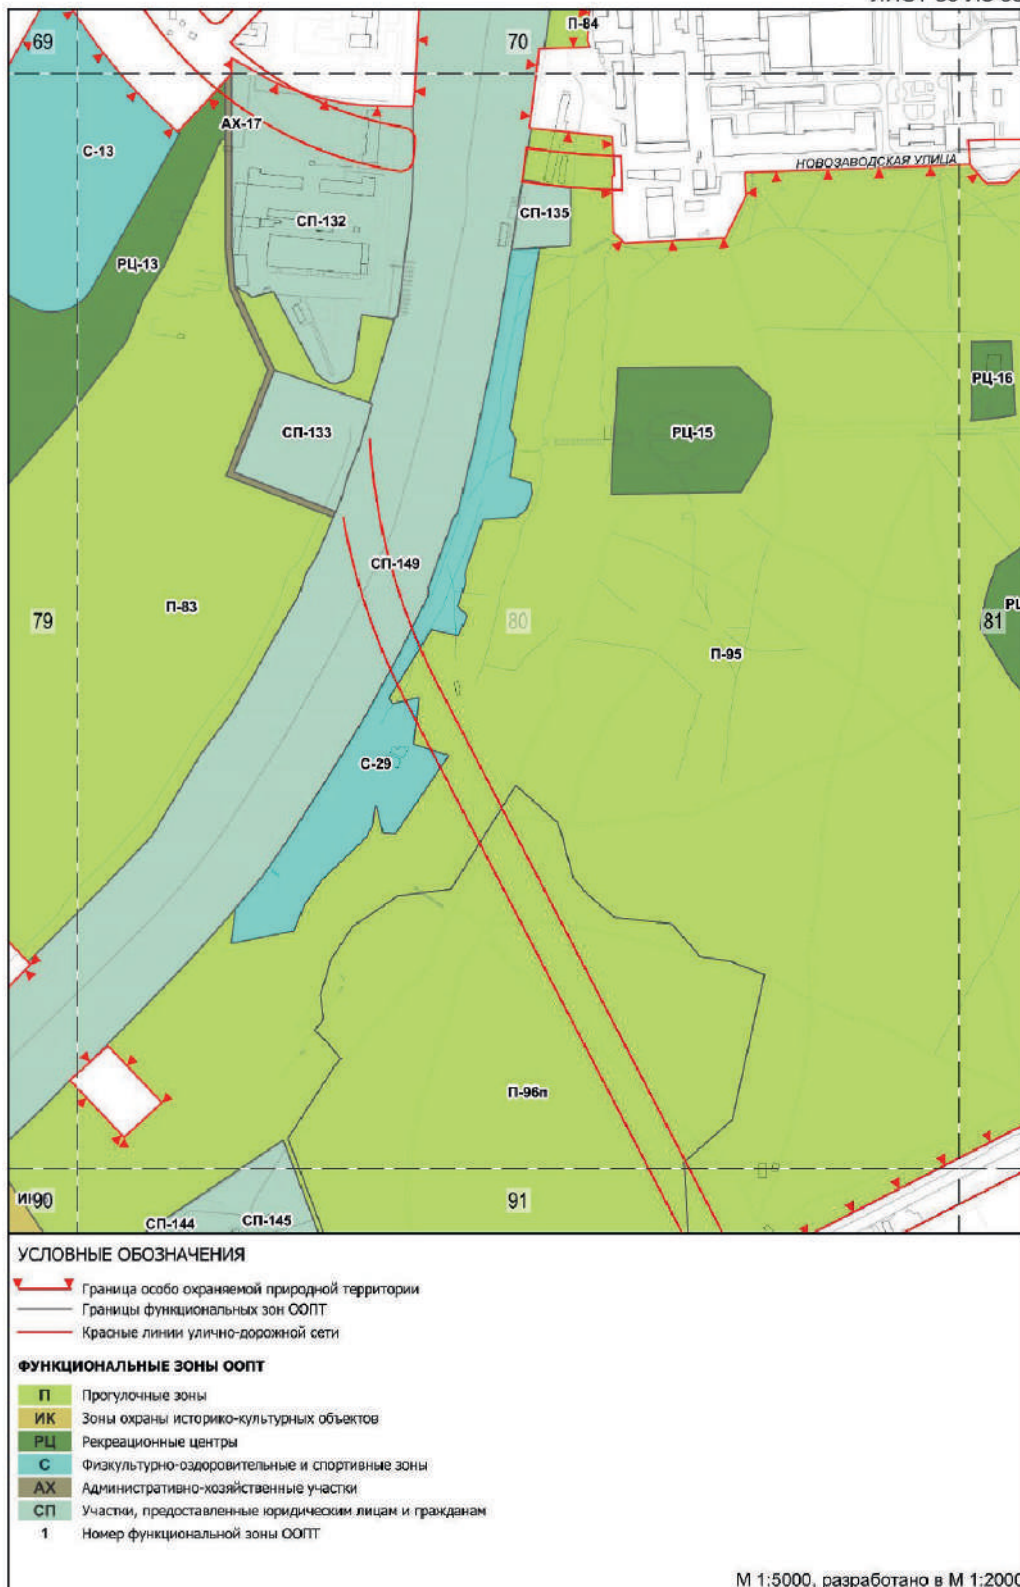 69
70
П-84
АХ-17
С-13
НОВОЗАВОДСКАЯ УЛИЦА
СП-132
СП-135
РЦ-13
РЦ-16
СП-133
РЦ-15
СП-149
П-83
79
80
81
П-95
С-29
П-96п
90
91
СП-144
СП-145
УСЛОВНЫЕ ОБОЗНАЧЕНИЯ
Граница особо охраняемой природной территории
Границы функциональных зон ООПТ
Красные линии улично-дорожной сети
ФУНКЦИОНАЛЬНЫЕ ЗОНЫ ООПТ
П Прогулочные зоны
ИК Зоны охраны историко-культурных объектов
РЦ Рекреационные центры
С Физкультурно-оздоровительные и спортивные зоны
АХ Административно-хозяйственные участки
СП Участки, предоставленные юридическим лицам и гражданам
1 Номер функциональной зоны ООПТ
М 1:5000, разработано в М 1:2000